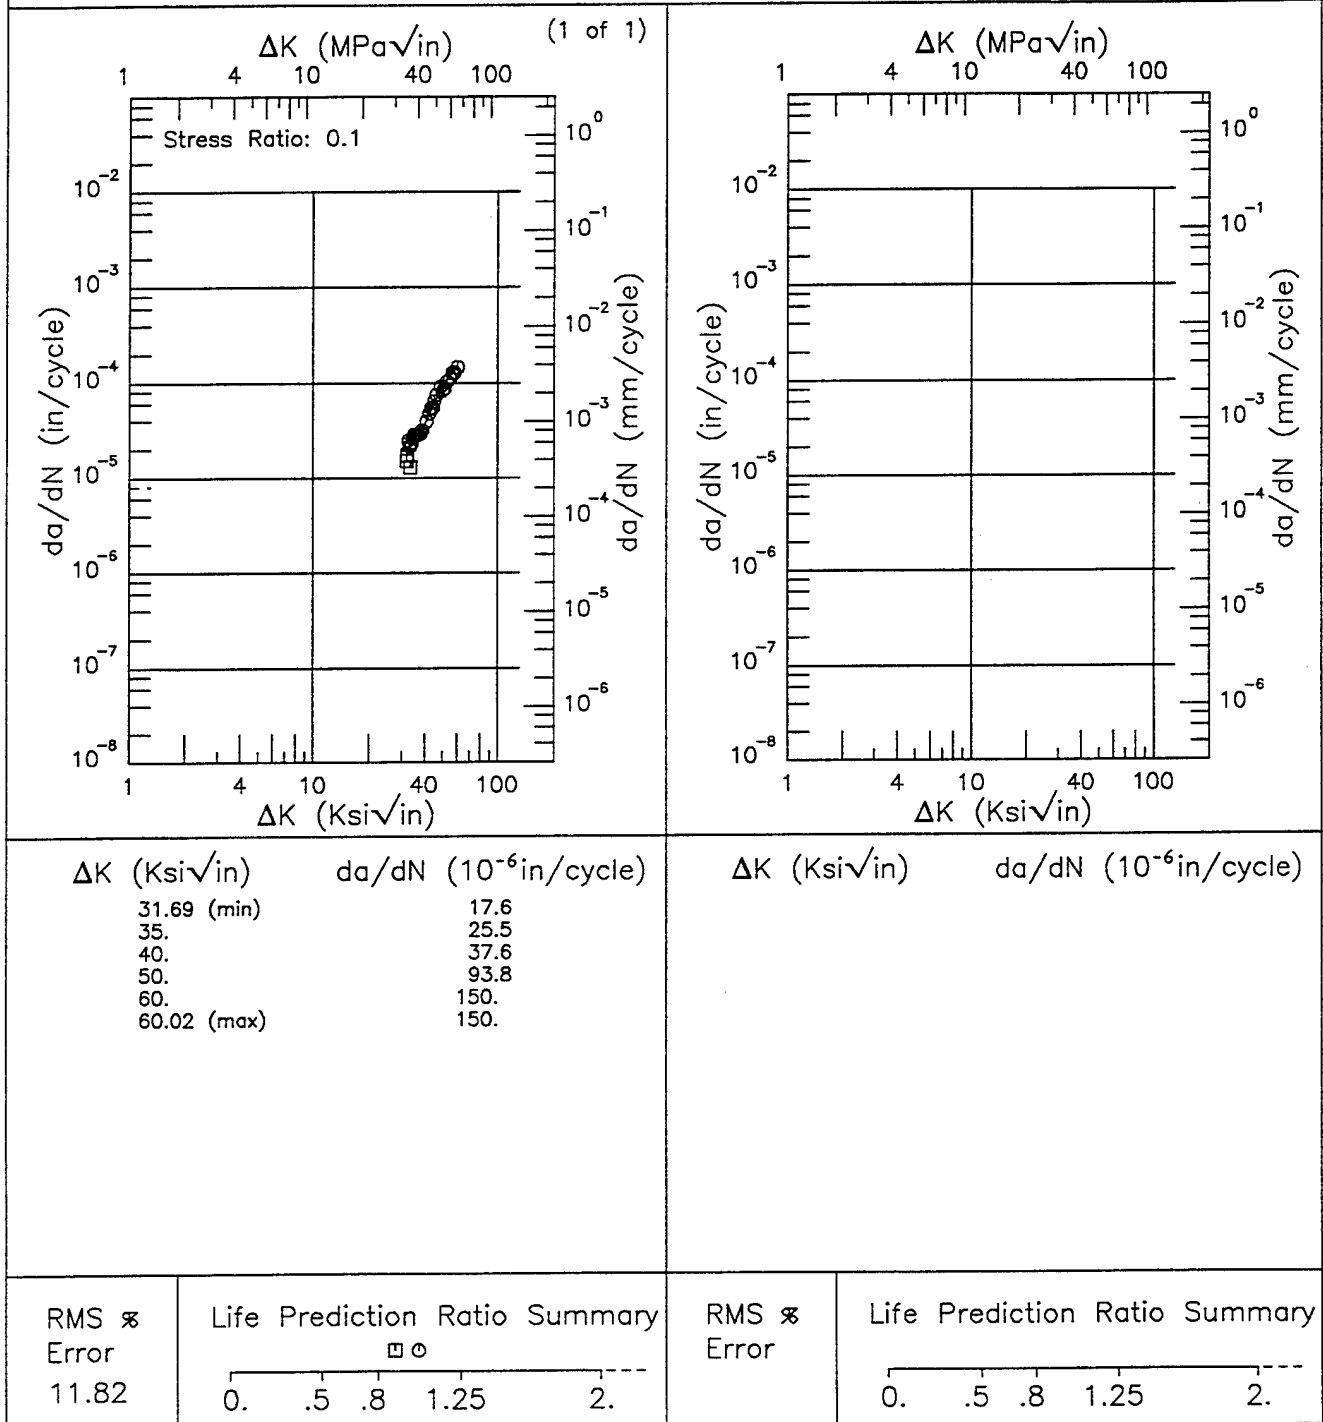 (1 of 1)
ΔK (MPa√in)
1 4 10 40 100
Stress Ratio: 0.1
10⁰
10⁻²
10⁻¹
10⁻³
10⁻²
10⁻⁴
10⁻³
10⁻⁵
10⁻⁴
10⁻⁶
10⁻⁵
10⁻⁷
10⁻⁶
10⁻⁸
da/dN (in/cycle)
da/dN (mm/cycle)
1 4 10 40 100
ΔK (Ksi√in)
ΔK (MPa√in)
1 4 10 40 100
10⁰
10⁻²
10⁻¹
10⁻³
10⁻²
10⁻⁴
10⁻³
10⁻⁵
10⁻⁴
10⁻⁶
10⁻⁵
10⁻⁷
10⁻⁶
10⁻⁸
da/dN (in/cycle)
da/dN (mm/cycle)
1 4 10 40 100
ΔK (Ksi√in)
ΔK (Ksi√in) da/dN (10⁻⁶in/cycle)
31.69 (min) 17.6
35. 25.5
40. 37.6
50. 93.8
60. 150.
60.02 (max) 150.
ΔK (Ksi√in) da/dN (10⁻⁶in/cycle)
RMS %
Error
11.82
Life Prediction Ratio Summary
0. .5 .8 1.25 2.
RMS %
Error
Life Prediction Ratio Summary
0. .5 .8 1.25 2.